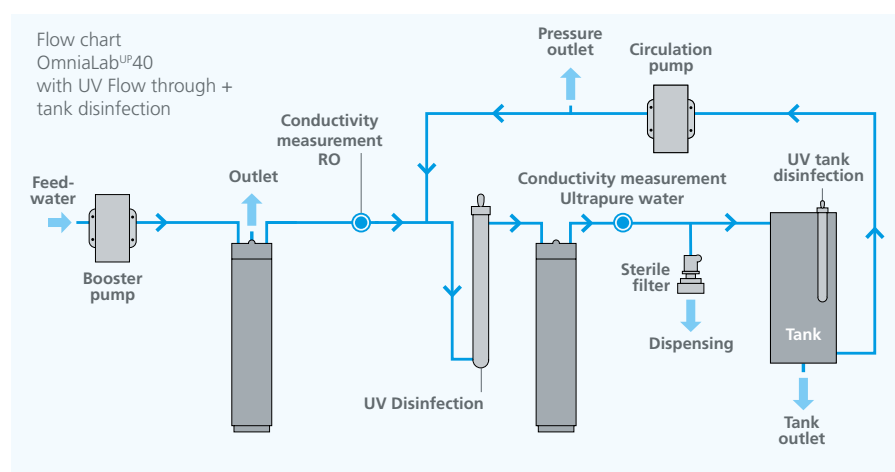 Flow chart
OmniaLabUP40
with UV Flow through +
tank disinfection
Pressure
outlet
Circulation
pump
Conductivity
measurement
RO
UV tank
disinfection
Feed-
water
Outlet
Conductivity measurement
Ultrapure water
Booster
pump
Sterile
filter
Tank
Dispensing
UV Disinfection
Tank
outlet